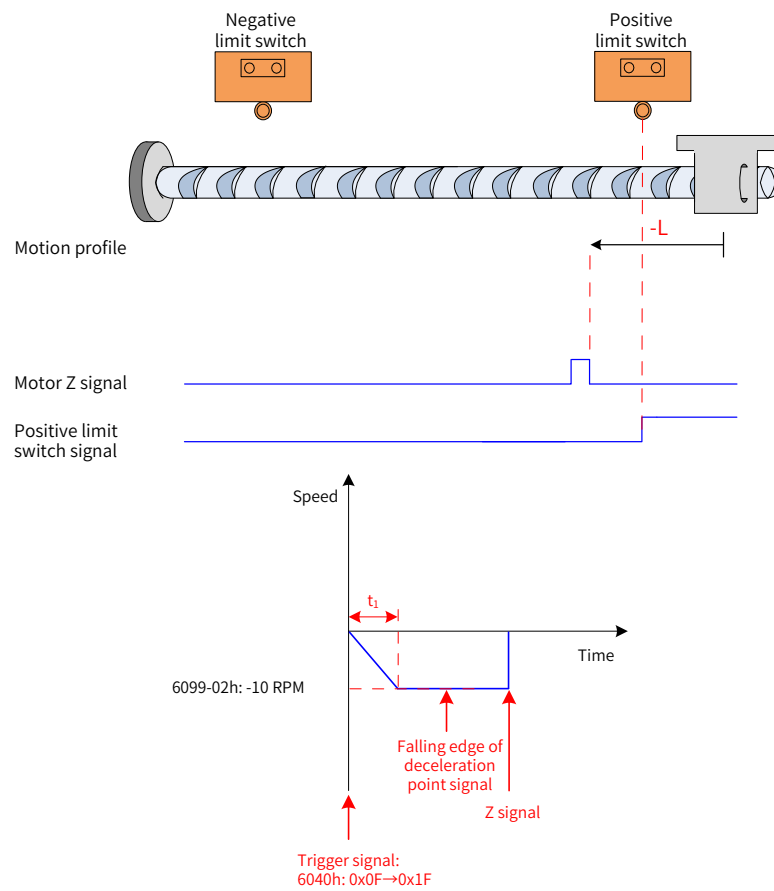 Negative
limit switch
Positive
limit switch
Motion profile
-L
Motor Z signal
Positive limit
switch signal
Speed
t₁
Time
6099-02h: -10 RPM
Falling edge of
deceleration
point signal
Z signal
Trigger signal:
6040h: 0x0F→0x1F